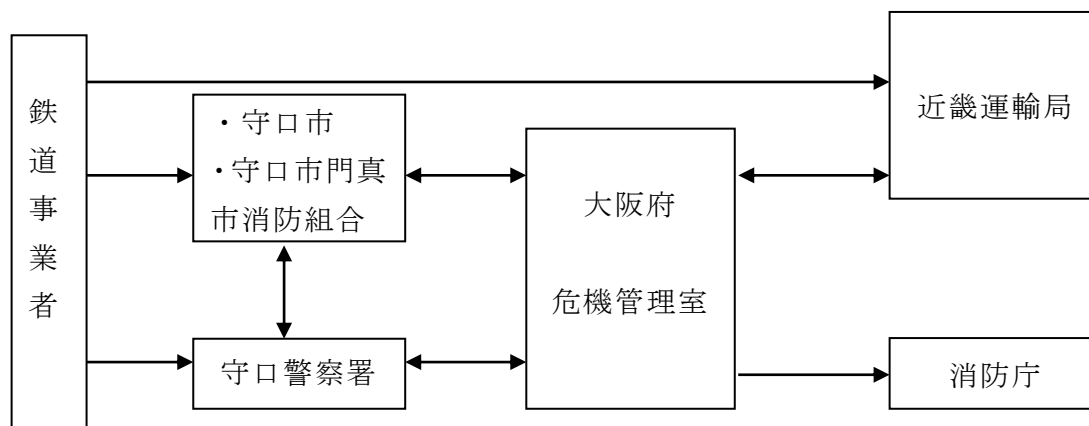 鉄道事業者
・守口市
・守口市門真
市消防組合
守口警察署
大阪府
危機管理室
近畿運輸局
消防庁